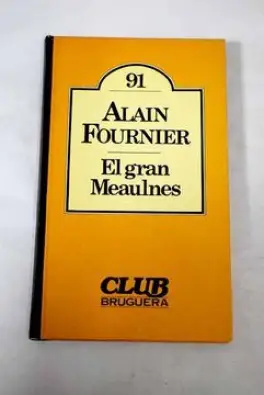 91
ALAIN
FOURNIER
El gran
Meaulnes
CLUB
BRUGUERA